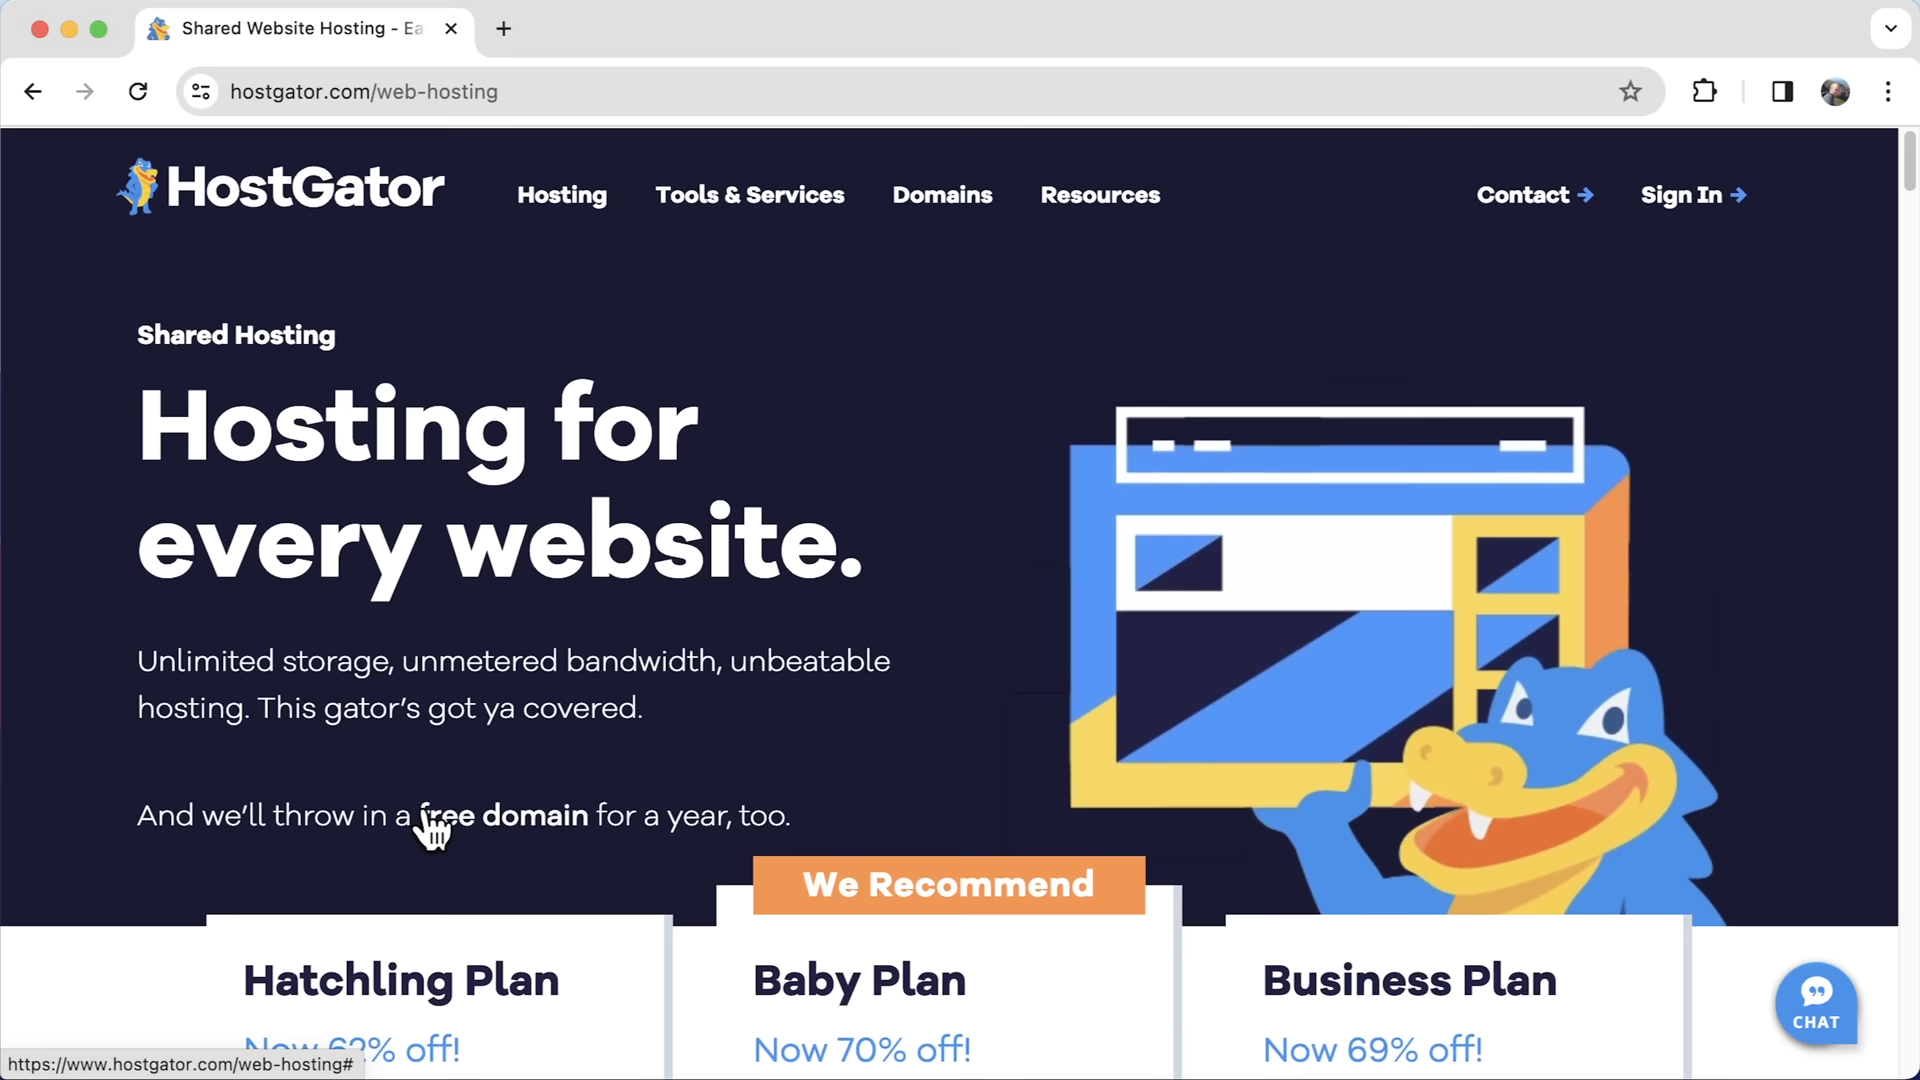 Shared Website Hosting - Ea
hostgator.com/web-hosting
HostGator
Hosting
Tools & Services
Domains
Resources
Contact
Sign In
Shared Hosting
Hosting for
every website.
Unlimited storage, unmetered bandwidth, unbeatable
hosting. This gator’s got ya covered.
And we’ll throw in a free domain for a year, too.
We Recommend
Hatchling Plan
Baby Plan
Business Plan
Now 62% off!
Now 70% off!
Now 69% off!
CHAT
https://www.hostgator.com/web-hosting#